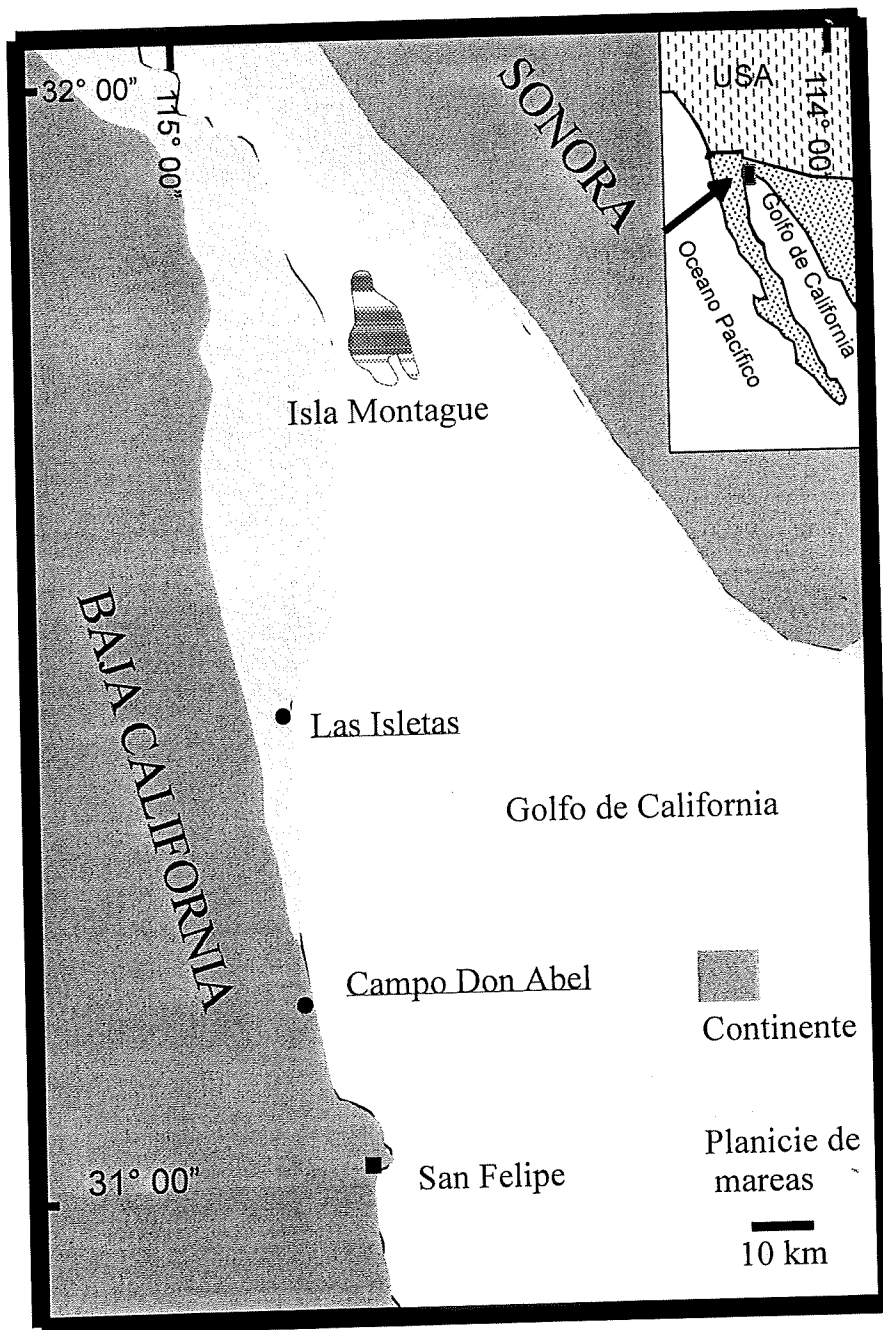 32° 00"
115° 00"
SONORA
USA
114° 00'
Golfo de California
Oceano Pacífico
Isla Montague
BAJA CALIFORNIA
Las Isletas
Golfo de California
Campo Don Abel
Continente
San Felipe
Planicie de
mareas
31° 00"
10 km